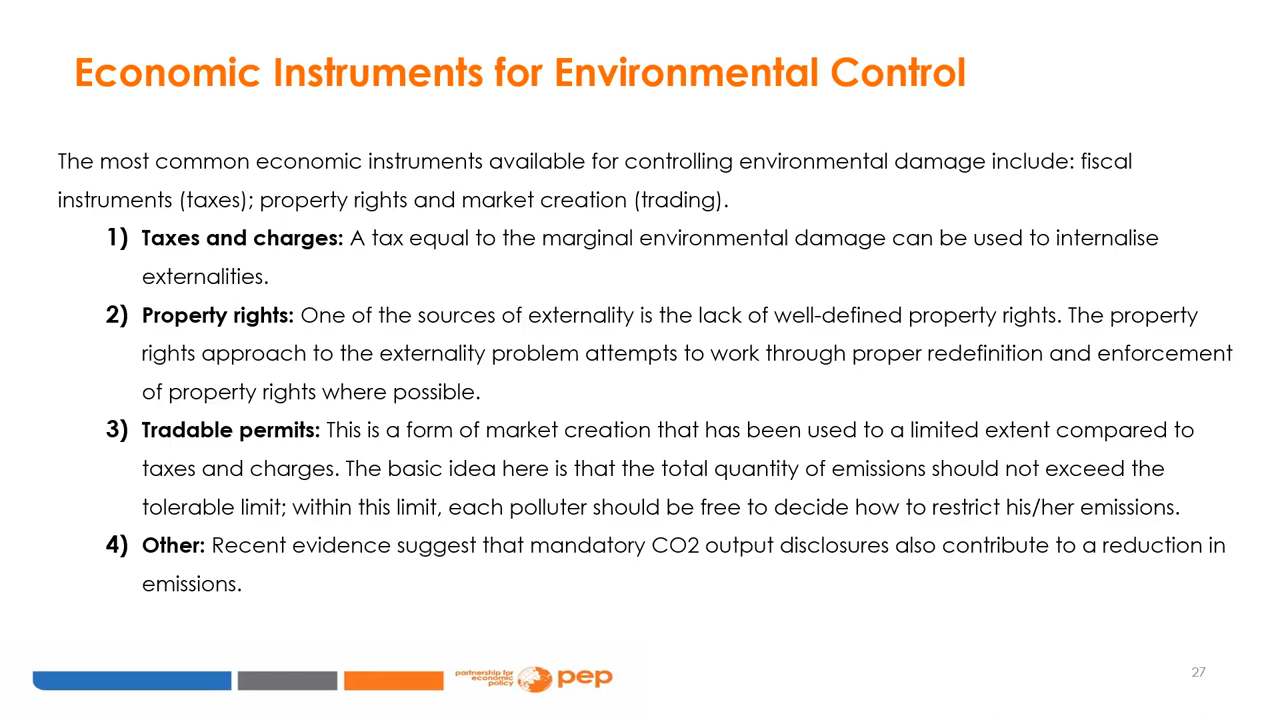 Economic Instruments for Environmental Control
The most common economic instruments available for controlling environmental damage include: fiscal
instruments (taxes); property rights and market creation (trading).
1) Taxes and charges: A tax equal to the marginal environmental damage can be used to internalise
externalities.
2) Property rights: One of the sources of externality is the lack of well-defined property rights. The property
rights approach to the externality problem attempts to work through proper redefinition and enforcement
of property rights where possible.
3) Tradable permits: This is a form of market creation that has been used to a limited extent compared to
taxes and charges. The basic idea here is that the total quantity of emissions should not exceed the
tolerable limit; within this limit, each polluter should be free to decide how to restrict his/her emissions.
4) Other: Recent evidence suggest that mandatory CO2 output disclosures also contribute to a reduction in
emissions.
partnership for
economic
policy
pep
27